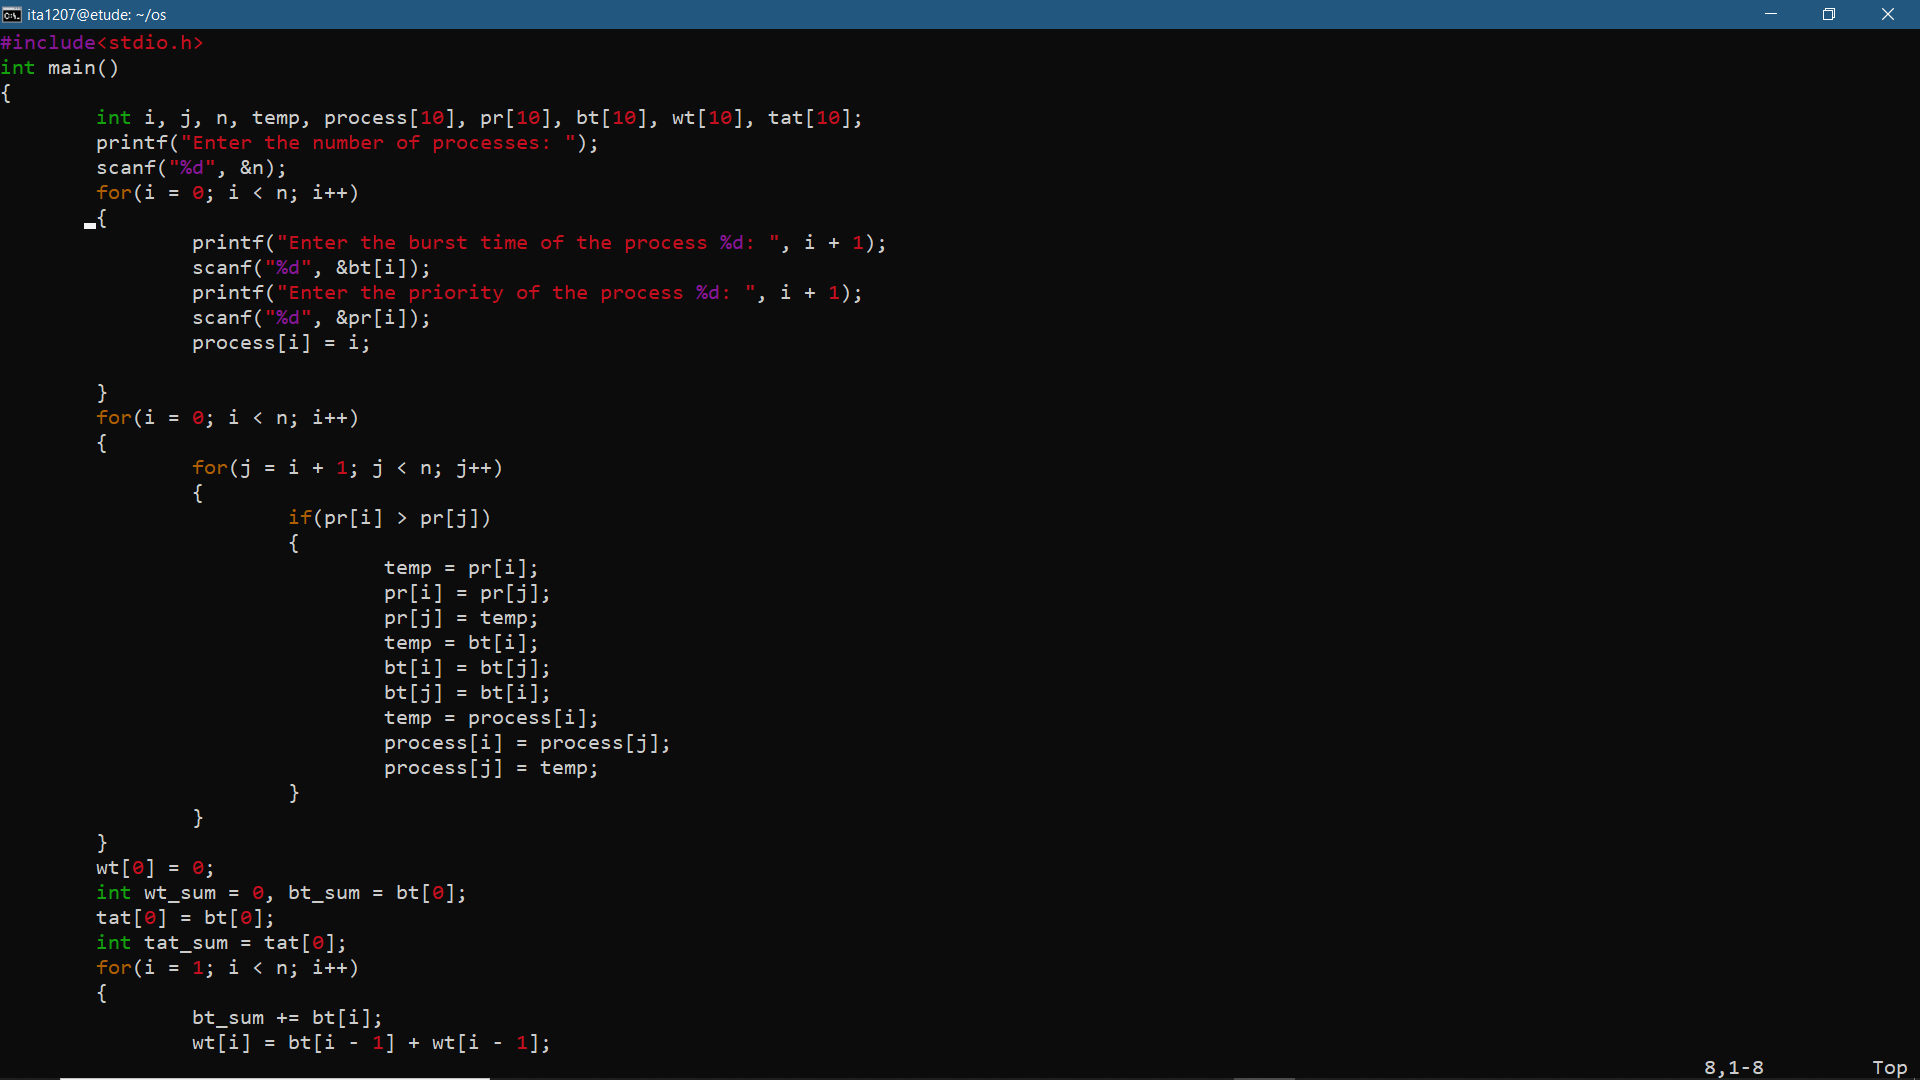 ita1207@etude: ~/os
#include<stdio.h>
int main()
{
        int i, j, n, temp, process[10], pr[10], bt[10], wt[10], tat[10];
        printf("Enter the number of processes: ");
        scanf("%d", &n);
        for(i = 0; i < n; i++)
        {
                printf("Enter the burst time of the process %d: ", i + 1);
                scanf("%d", &bt[i]);
                printf("Enter the priority of the process %d: ", i + 1);
                scanf("%d", &pr[i]);
                process[i] = i;

        }
        for(i = 0; i < n; i++)
        {
                for(j = i + 1; j < n; j++)
                {
                        if(pr[i] > pr[j])
                        {
                                temp = pr[i];
                                pr[i] = pr[j];
                                pr[j] = temp;
                                temp = bt[i];
                                bt[i] = bt[j];
                                bt[j] = bt[i];
                                temp = process[i];
                                process[i] = process[j];
                                process[j] = temp;
                        }
                }
        }
        wt[0] = 0;
        int wt_sum = 0, bt_sum = bt[0];
        tat[0] = bt[0];
        int tat_sum = tat[0];
        for(i = 1; i < n; i++)
        {
                bt_sum += bt[i];
                wt[i] = bt[i - 1] + wt[i - 1];
8,1-8 Top